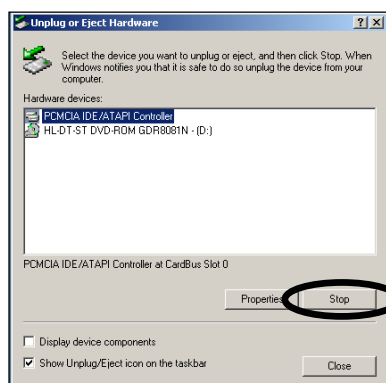 Unplug or Eject Hardware
Select the device you want to unplug or eject, and then click Stop. When
Windows notifies you that it is safe to do so unplug the device from your
computer.
Hardware devices:
PCMCIA IDE/ATAPI Controller
HL-DT-ST DVD-ROM GDR8081N - (D:)
PCMCIA IDE/ATAPI Controller at CardBus Slot 0
Properties
Stop
Display device components
Show Unplug/Eject icon on the taskbar
Close